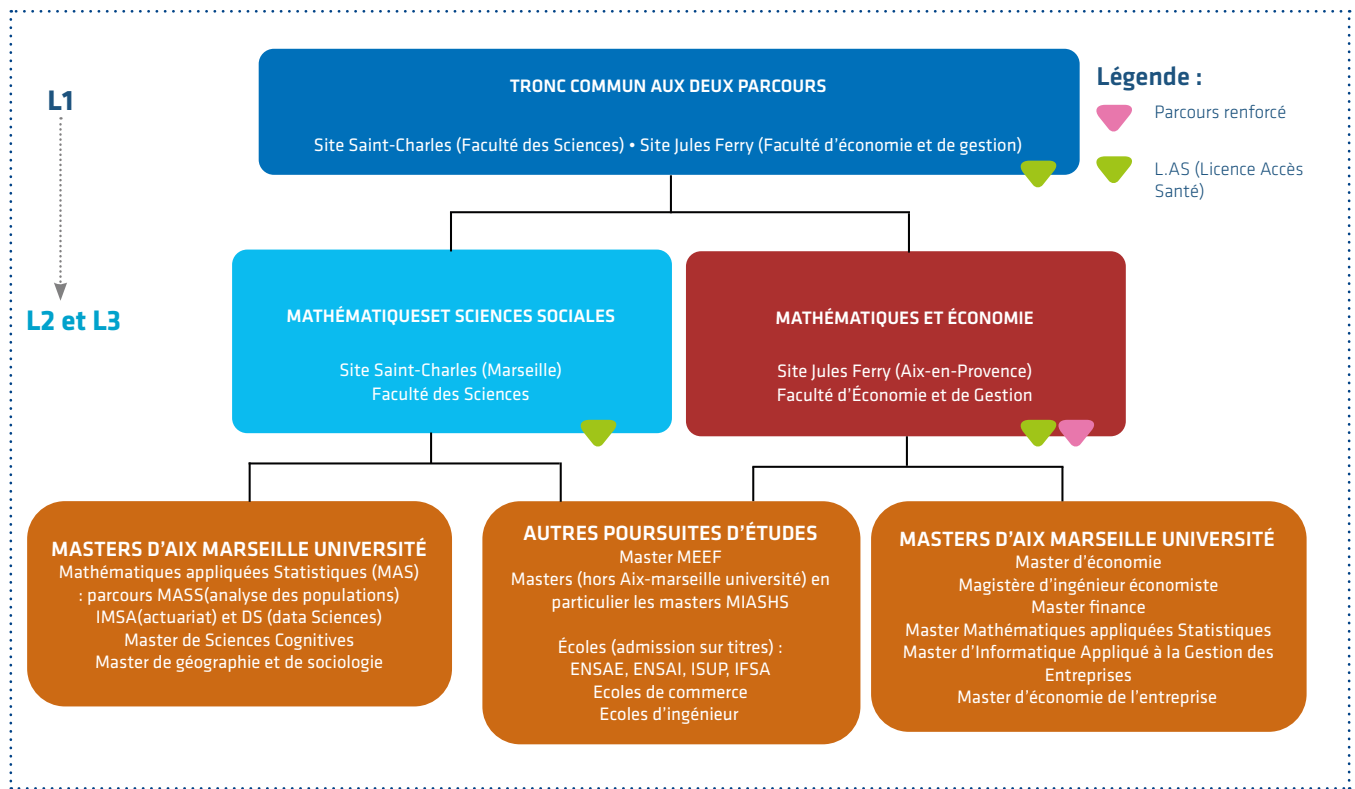 L1
TRONC COMMUN AUX DEUX PARCOURS
Site Saint-Charles (Faculté des Sciences) • Site Jules Ferry (Faculté d'économie et de gestion)
Légende :
Parcours renforcé
L.AS (Licence Accès
Santé)
L2 et L3
MATHÉMATIQUESET SCIENCES SOCIALES
Site Saint-Charles (Marseille)
Faculté des Sciences
MATHÉMATIQUES ET ÉCONOMIE
Site Jules Ferry (Aix-en-Provence)
Faculté d'Économie et de Gestion
MASTERS D'AIX MARSEILLE UNIVERSITÉ
Mathématiques appliquées Statistiques (MAS)
: parcours MASS(analyse des populations)
IMSA(actuariat) et DS (data Sciences)
Master de Sciences Cognitives
Master de géographie et de sociologie
AUTRES POURSUITES D'ÉTUDES
Master MEEF
Masters (hors Aix-marseille université) en
particulier les masters MIASHS
Écoles (admission sur titres) :
ENSAE, ENSAI, ISUP, IFSA
Ecoles de commerce
Ecoles d'ingénieur
MASTERS D'AIX MARSEILLE UNIVERSITÉ
Master d'économie
Magistère d'ingénieur économiste
Master finance
Master Mathématiques appliquées Statistiques
Master d'Informatique Appliqué à la Gestion des
Entreprises
Master d'économie de l'entreprise